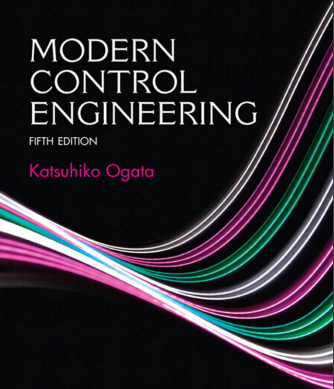 MODERN
CONTROL
ENGINEERING
FIFTH EDITION
Katsuhiko Ogata